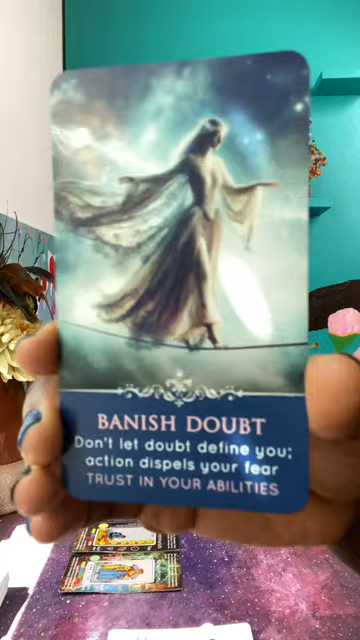 BANISH DOUBT
Don't let doubt define you;
action dispels your fear
TRUST IN YOUR ABILITIES